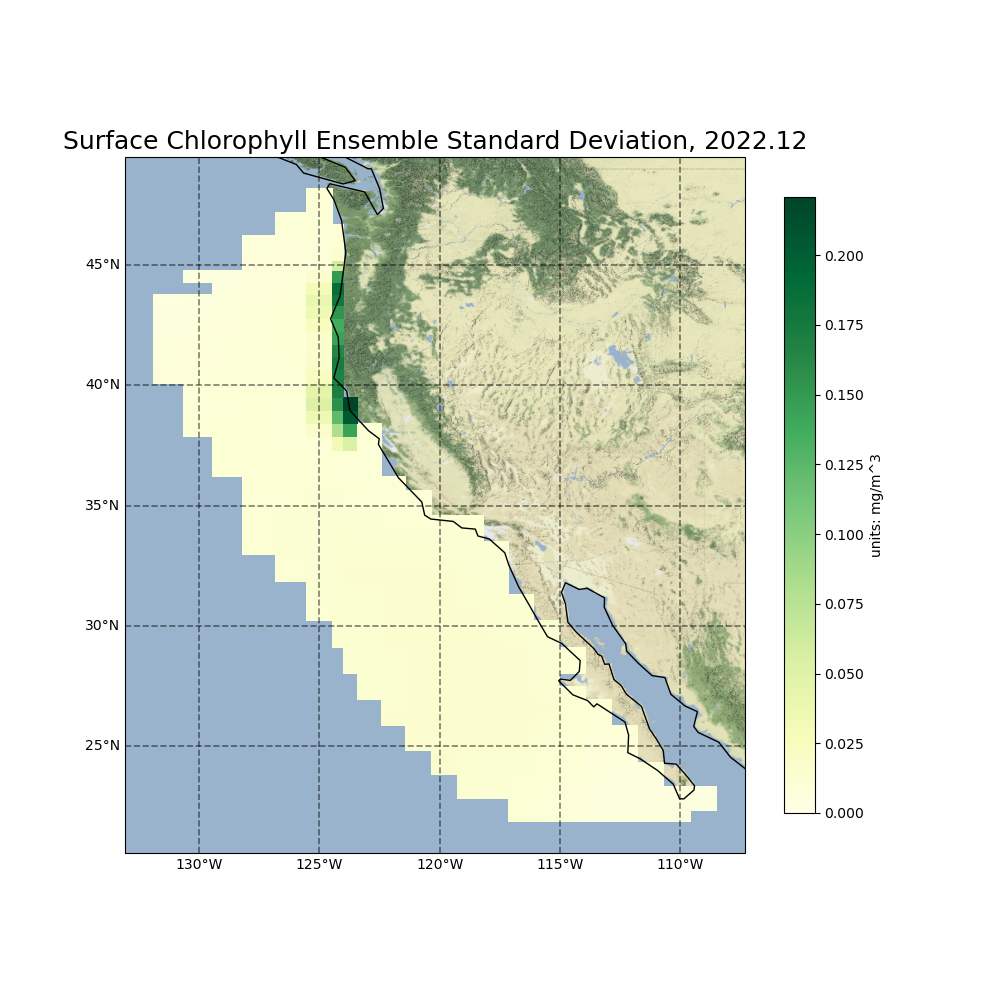 Surface Chlorophyll Ensemble Standard Deviation, 2022.12
45°N
40°N
35°N
30°N
25°N
130°W
125°W
120°W
115°W
110°W
0.200
0.175
0.150
0.125
0.100
0.075
0.050
0.025
0.000
units: mg/m^3